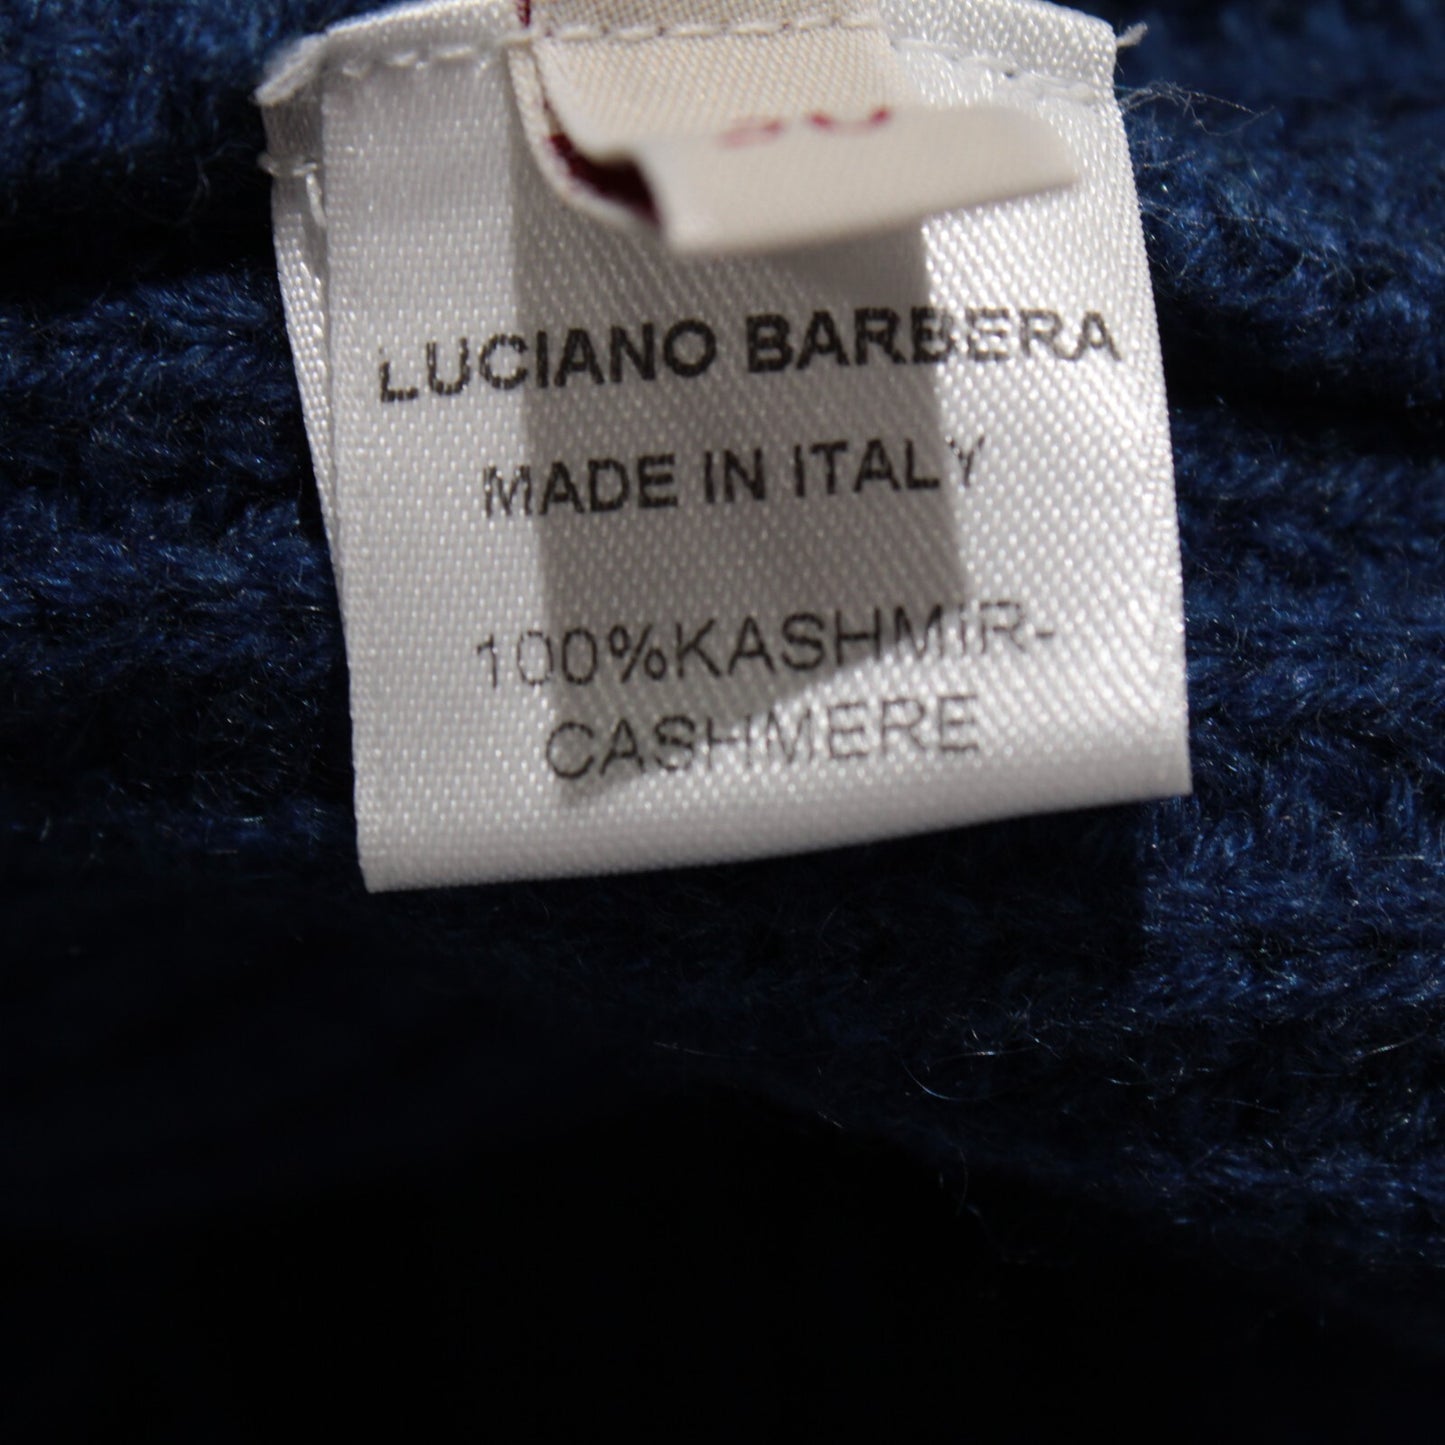 LUCIANO BARBERA
MADE IN ITALY
100%KASHMiR-
CASHMERE